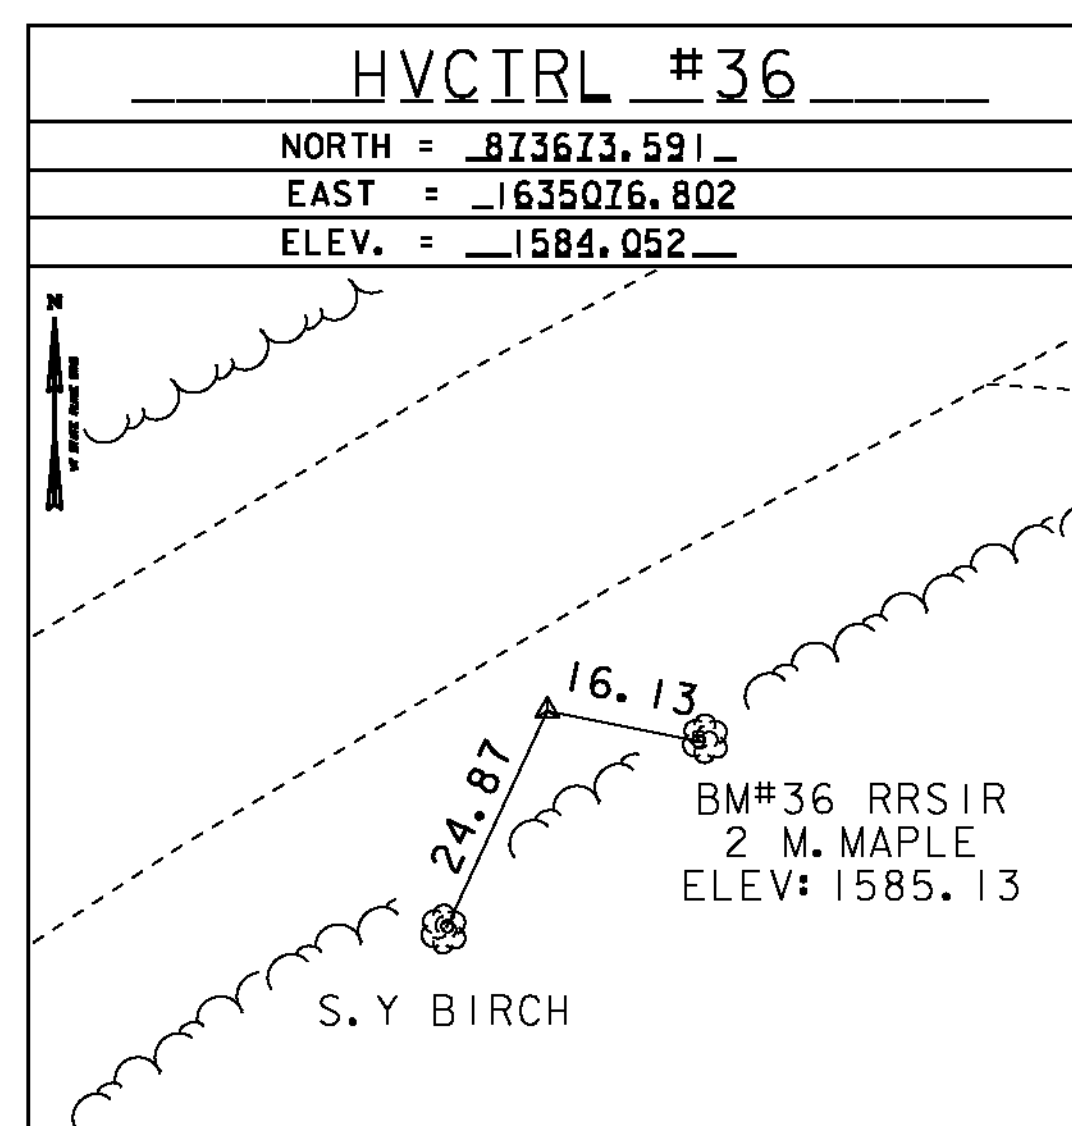 HVCTRL #36
NORTH = 873673.591
EAST = 1635076.802
ELEV. = 1584.052
N
16.13
24.87
BM#36 RRSIR
2 M. MAPLE
ELEV: 1585.13
S. Y BIRCH